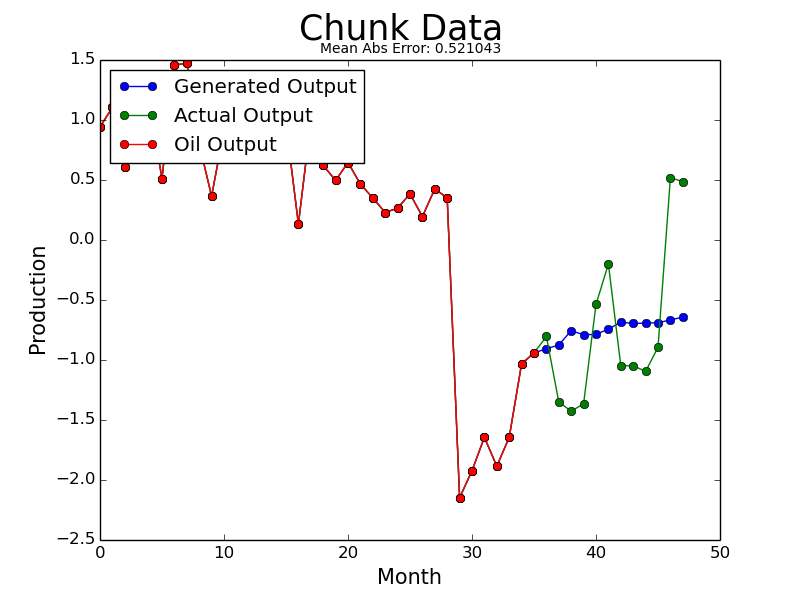 Chunk Data
Mean Abs Error: 0.521043
Generated Output
Actual Output
Oil Output
1.5
1.0
0.5
0.0
−0.5
−1.0
−1.5
−2.0
−2.5
Production
0 10 20 30 40 50
Month